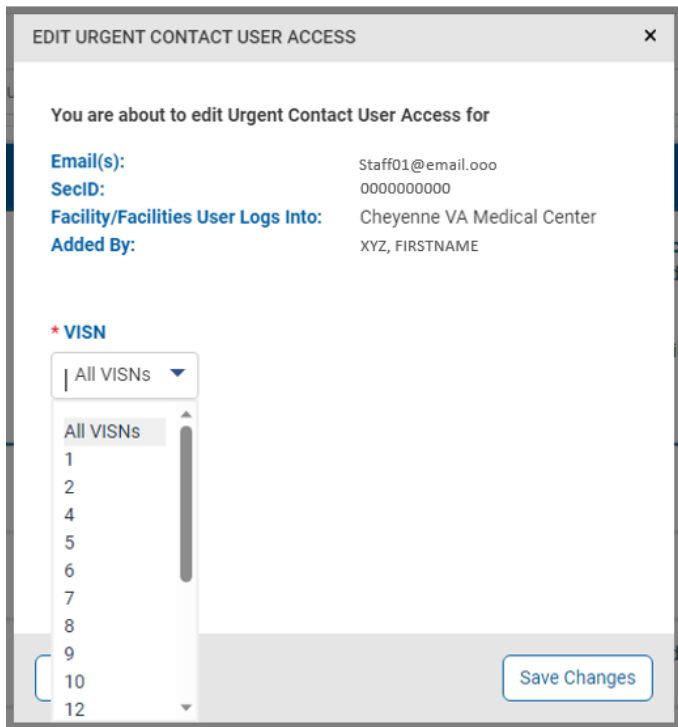 EDIT URGENT CONTACT USER ACCESS ×
You are about to edit Urgent Contact User Access for
Email(s): Staff01@email.ooo
SecID: 0000000000
Facility/Facilities User Logs Into: Cheyenne VA Medical Center
Added By: XYZ, FIRSTNAME
* VISN
All VISNs
All VISNs
1
2
4
5
6
7
8
9
10
12
Save Changes